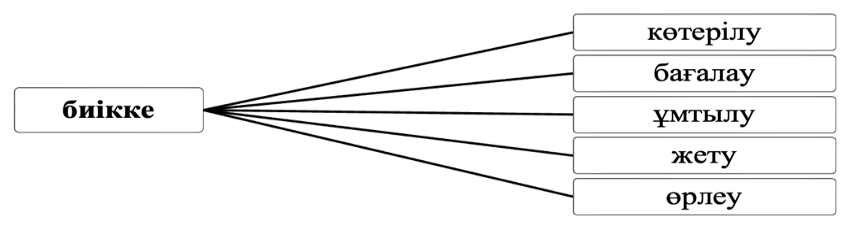 биікке
көтерілу
бағалау
ұмтылу
жету
өрлеу